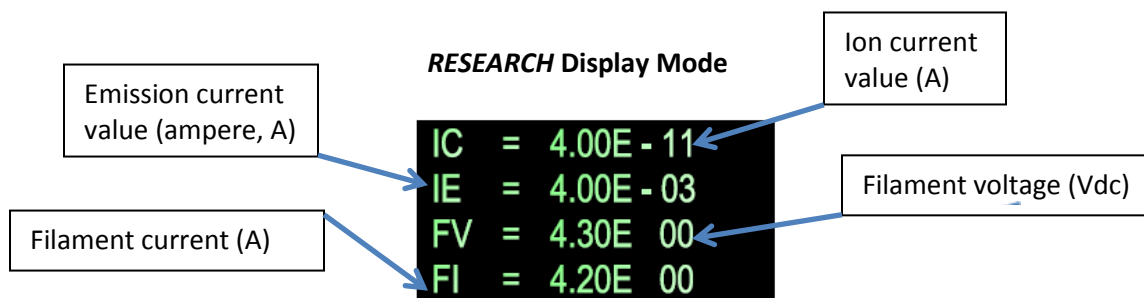 RESEARCH Display Mode
Ion current
value (A)
Emission current
value (ampere, A)
IC = 4.00E - 11
IE = 4.00E - 03
FV = 4.30E 00
FI = 4.20E 00
Filament voltage (Vdc)
Filament current (A)